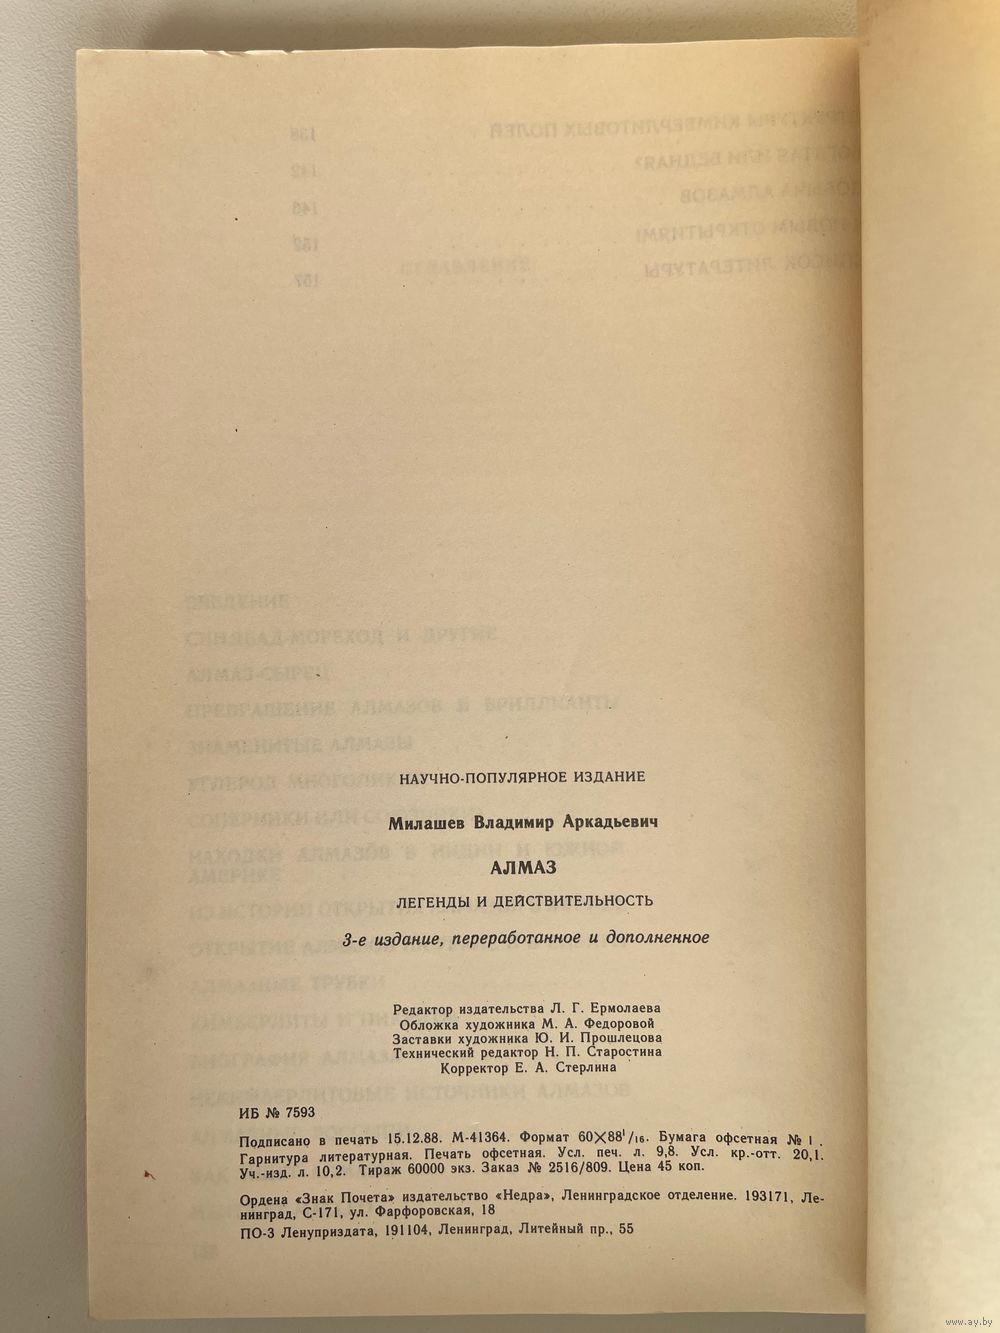 НАУЧНО-ПОПУЛЯРНОЕ ИЗДАНИЕ
Милашев Владимир Аркадьевич
АЛМАЗ
ЛЕГЕНДЫ И ДЕЙСТВИТЕЛЬНОСТЬ
3-е издание, переработанное и дополненное
Редактор издательства Л. Г. Ермолаева
Обложка художника М. А. Федоровой
Заставки художника Ю. И. Прошлецова
Технический редактор Н. П. Старостина
Корректор Е. А. Стерлина
ИБ № 7593
Подписано в печать 15.12.88. М-41364. Формат 60×88¹/₁₆. Бумага офсетная № 1.
Гарнитура литературная. Печать офсетная. Усл. печ. л. 9,8. Усл. кр.-отт. 20,1.
Уч.-изд. л. 10,2. Тираж 60000 экз. Заказ № 2516/809. Цена 45 коп.
Ордена «Знак Почета» издательство «Недра», Ленинградское отделение. 193171, Ле-
нинград, С-171, ул. Фарфоровская, 18
ПО-3 Ленуприздата, 191104, Ленинград, Литейный пр., 55
www.ay.by